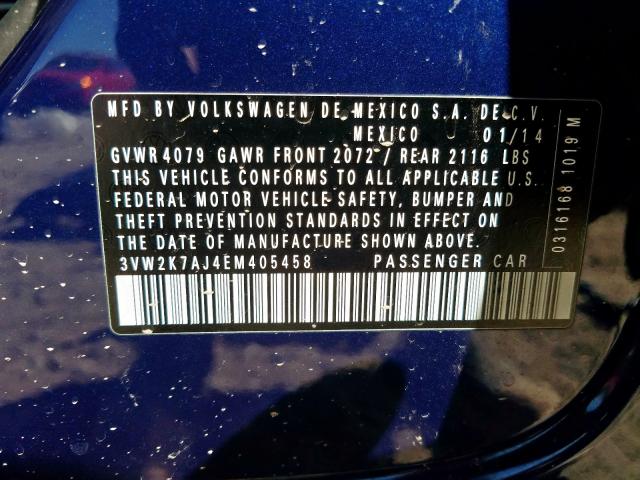 MFD BY VOLKSWAGEN DE MEXICO S.A. DE C.V.
MEXICO 01/14
GVWR 4079 GAWR FRONT 2072 / REAR 2116 LBS
THIS VEHICLE CONFORMS TO ALL APPLICABLE U.S.
FEDERAL MOTOR VEHICLE SAFETY, BUMPER AND
THEFT PREVENTION STANDARDS IN EFFECT ON
THE DATE OF MANUFACTURE SHOWN ABOVE.
3VW2K7AJ4EM405458 PASSENGER CAR
0316168 1019 M